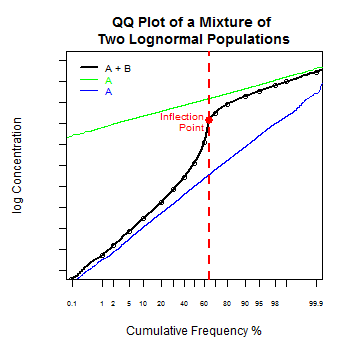 QQ Plot of a Mixture of
Two Lognormal Populations
A + B
A
A
Inflection
Point
log Concentration
0.1 1 2 5 10 20 40 60 80 90 95 98 99.9
Cumulative Frequency %